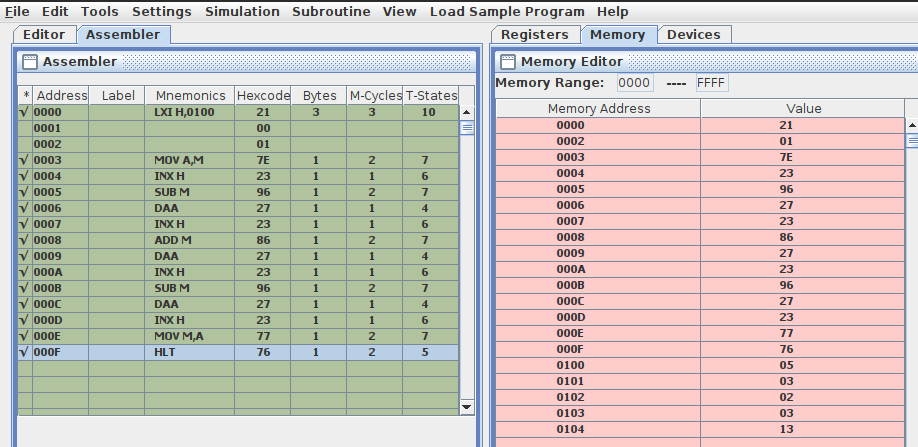 File Edit Tools Settings Simulation Subroutine View Load Sample Program Help
Editor Assembler
Assembler
* Address Label Mnemonics Hexcode Bytes M-Cycles T-States
√ 0000 LXI H,0100 21 3 3 10
0001 00
0002 01
√ 0003 MOV A,M 7E 1 2 7
√ 0004 INX H 23 1 1 6
√ 0005 SUB M 96 1 2 7
√ 0006 DAA 27 1 1 4
√ 0007 INX H 23 1 1 6
√ 0008 ADD M 86 1 2 7
√ 0009 DAA 27 1 1 4
√ 000A INX H 23 1 1 6
√ 000B SUB M 96 1 2 7
√ 000C DAA 27 1 1 4
√ 000D INX H 23 1 1 6
√ 000E MOV M,A 77 1 2 7
√ 000F HLT 76 1 2 5
Registers Memory Devices
Memory Editor
Memory Range: 0000 ---- FFFF
Memory Address Value
0000 21
0002 01
0003 7E
0004 23
0005 96
0006 27
0007 23
0008 86
0009 27
000A 23
000B 96
000C 27
000D 23
000E 77
000F 76
0100 05
0101 03
0102 02
0103 03
0104 13